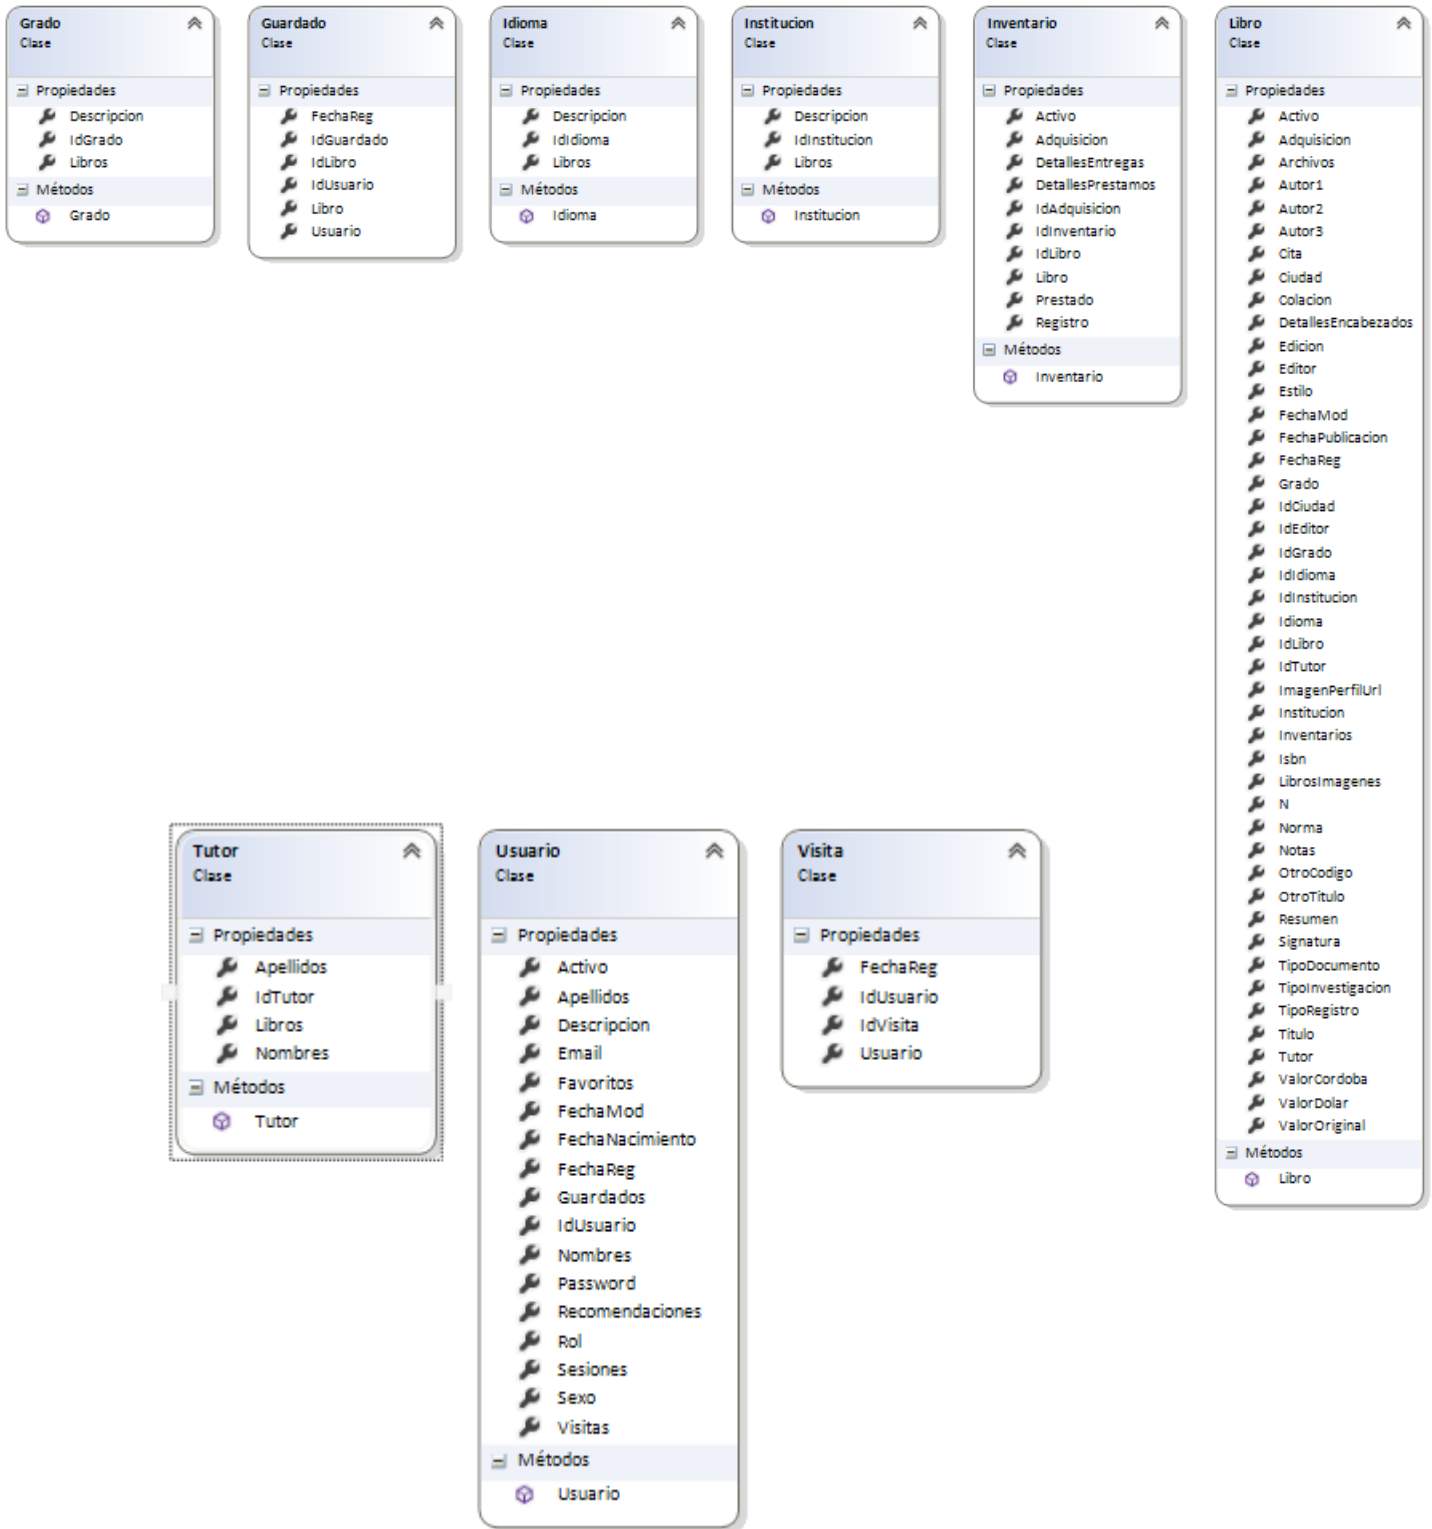 Grado
Clase
Propiedades
Descripcion
IdGrado
Libros
Métodos
Grado
Guardado
Clase
Propiedades
FechaReg
IdGuardado
IdLibro
IdUsuario
Libro
Usuario
Idioma
Clase
Propiedades
Descripcion
IdIdioma
Libros
Métodos
Idioma
Institucion
Clase
Propiedades
Descripcion
IdInstitucion
Libros
Métodos
Institucion
Inventario
Clase
Propiedades
Activo
Adquisicion
DetallesEntregas
DetallesPrestamos
IdAdquisicion
IdInventario
IdLibro
Libro
Prestado
Registro
Métodos
Inventario
Libro
Clase
Propiedades
Activo
Adquisicion
Archivos
Autor1
Autor2
Autor3
Cita
Ciudad
Colacion
DetallesEncabezados
Edicion
Editor
Estilo
FechaMod
FechaPublicacion
FechaReg
Grado
IdCiudad
IdEditor
IdGrado
IdIdioma
IdInstitucion
Idioma
IdLibro
IdTutor
ImagenPerfilUrl
Institucion
Inventarios
Isbn
LibrosImagenes
N
Norma
Notas
OtroCodigo
OtroTitulo
Resumen
Signatura
TipoDocumento
TipoInvestigacion
TipoRegistro
Titulo
Tutor
ValorCordoba
ValorDolar
ValorOriginal
Métodos
Libro
Tutor
Clase
Propiedades
Apellidos
IdTutor
Libros
Nombres
Métodos
Tutor
Usuario
Clase
Propiedades
Activo
Apellidos
Descripcion
Email
Favoritos
FechaMod
FechaNacimiento
FechaReg
Guardados
IdUsuario
Nombres
Password
Recomendaciones
Rol
Sesiones
Sexo
Visitas
Métodos
Usuario
Visita
Clase
Propiedades
FechaReg
IdUsuario
IdVisita
Usuario